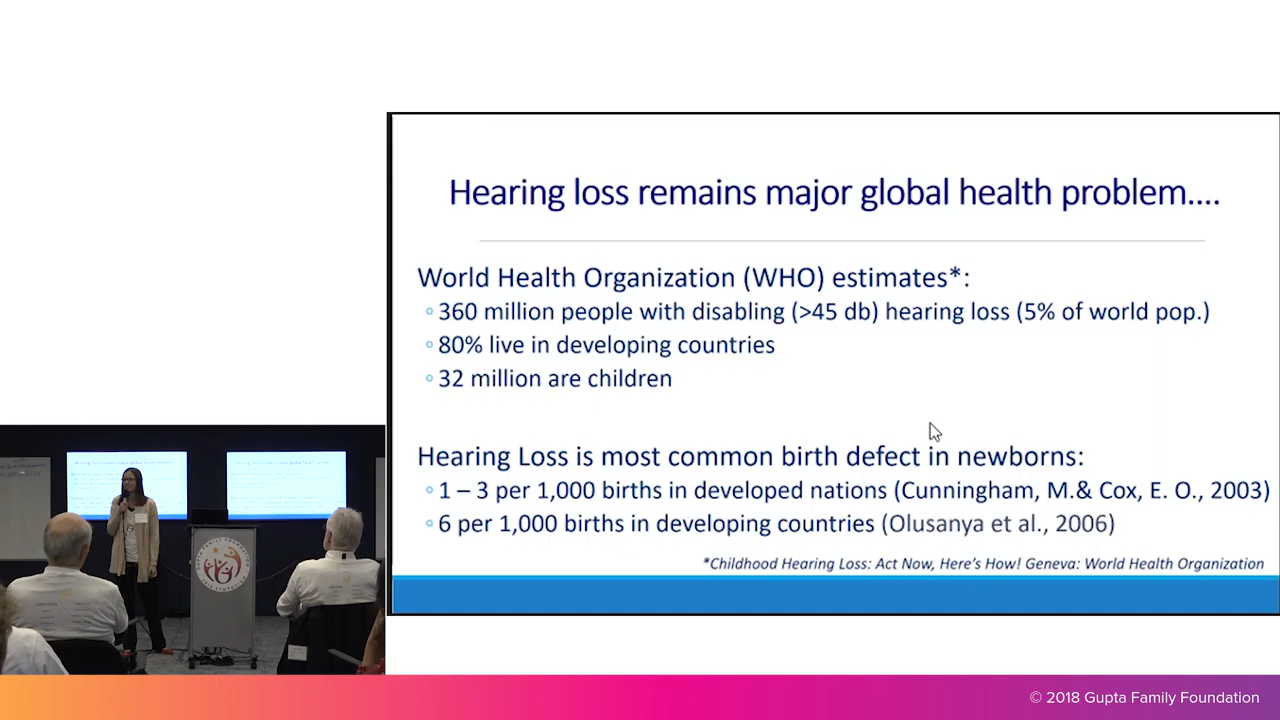 Hearing loss remains major global health problem....
World Health Organization (WHO) estimates*:
◦ 360 million people with disabling (>45 db) hearing loss (5% of world pop.)
◦ 80% live in developing countries
◦ 32 million are children
Hearing Loss is most common birth defect in newborns:
◦ 1 – 3 per 1,000 births in developed nations (Cunningham, M.& Cox, E. O., 2003)
◦ 6 per 1,000 births in developing countries (Olusanya et al., 2006)
*Childhood Hearing Loss: Act Now, Here's How! Geneva: World Health Organization
© 2018 Gupta Family Foundation